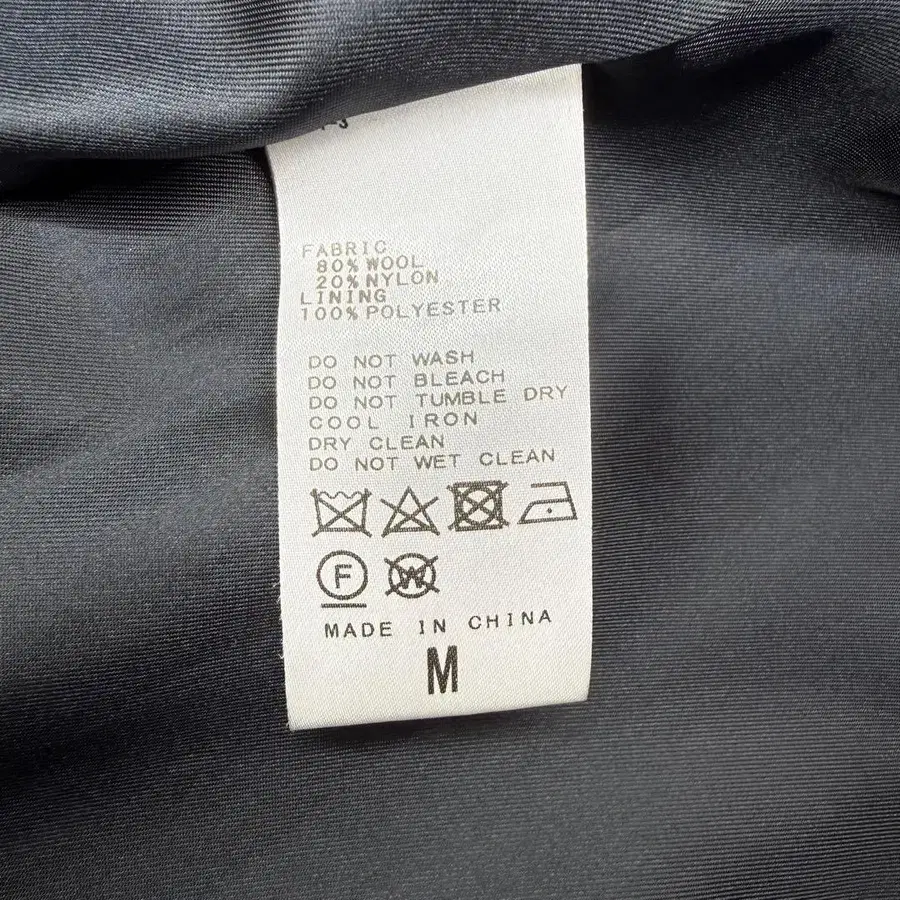 FABRIC
80% WOOL
20% NYLON
LINING
100% POLYESTER
DO NOT WASH
DO NOT BLEACH
DO NOT TUMBLE DRY
COOL IRON
DRY CLEAN
DO NOT WET CLEAN
F W
MADE IN CHINA
M